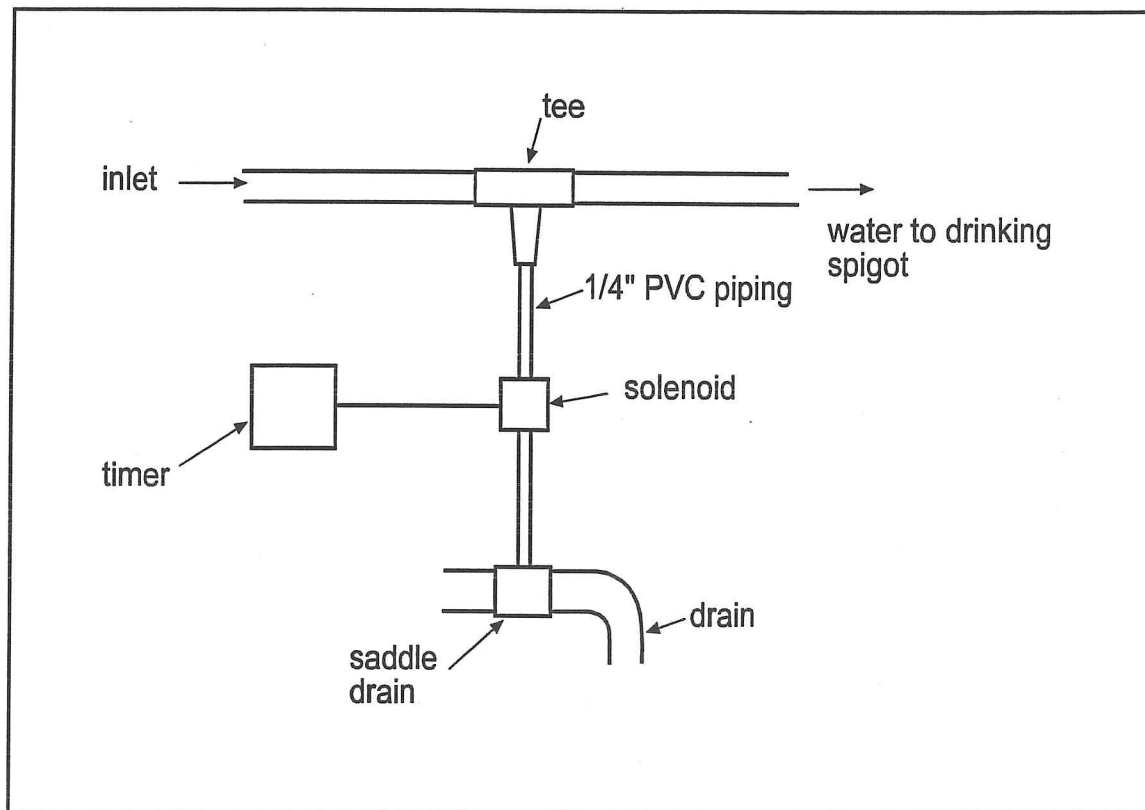 tee
inlet
water to drinking
spigot
1/4" PVC piping
solenoid
timer
drain
saddle
drain